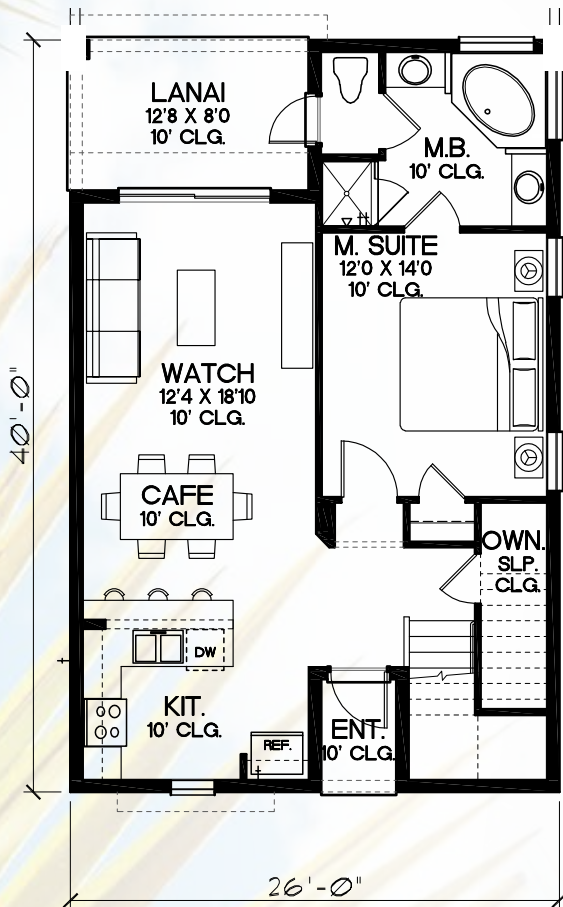 LANAI
12'8 X 8'0
10' CLG.
M.B.
10' CLG.
M. SUITE
12'0 X 14'0
10' CLG.
WATCH
12'4 X 18'10
10' CLG.
40'-0"
CAFE
10' CLG.
OWN.
SLP.
CLG.
DW
KIT.
10' CLG.
REF.
ENT.
10' CLG.
26'-0"